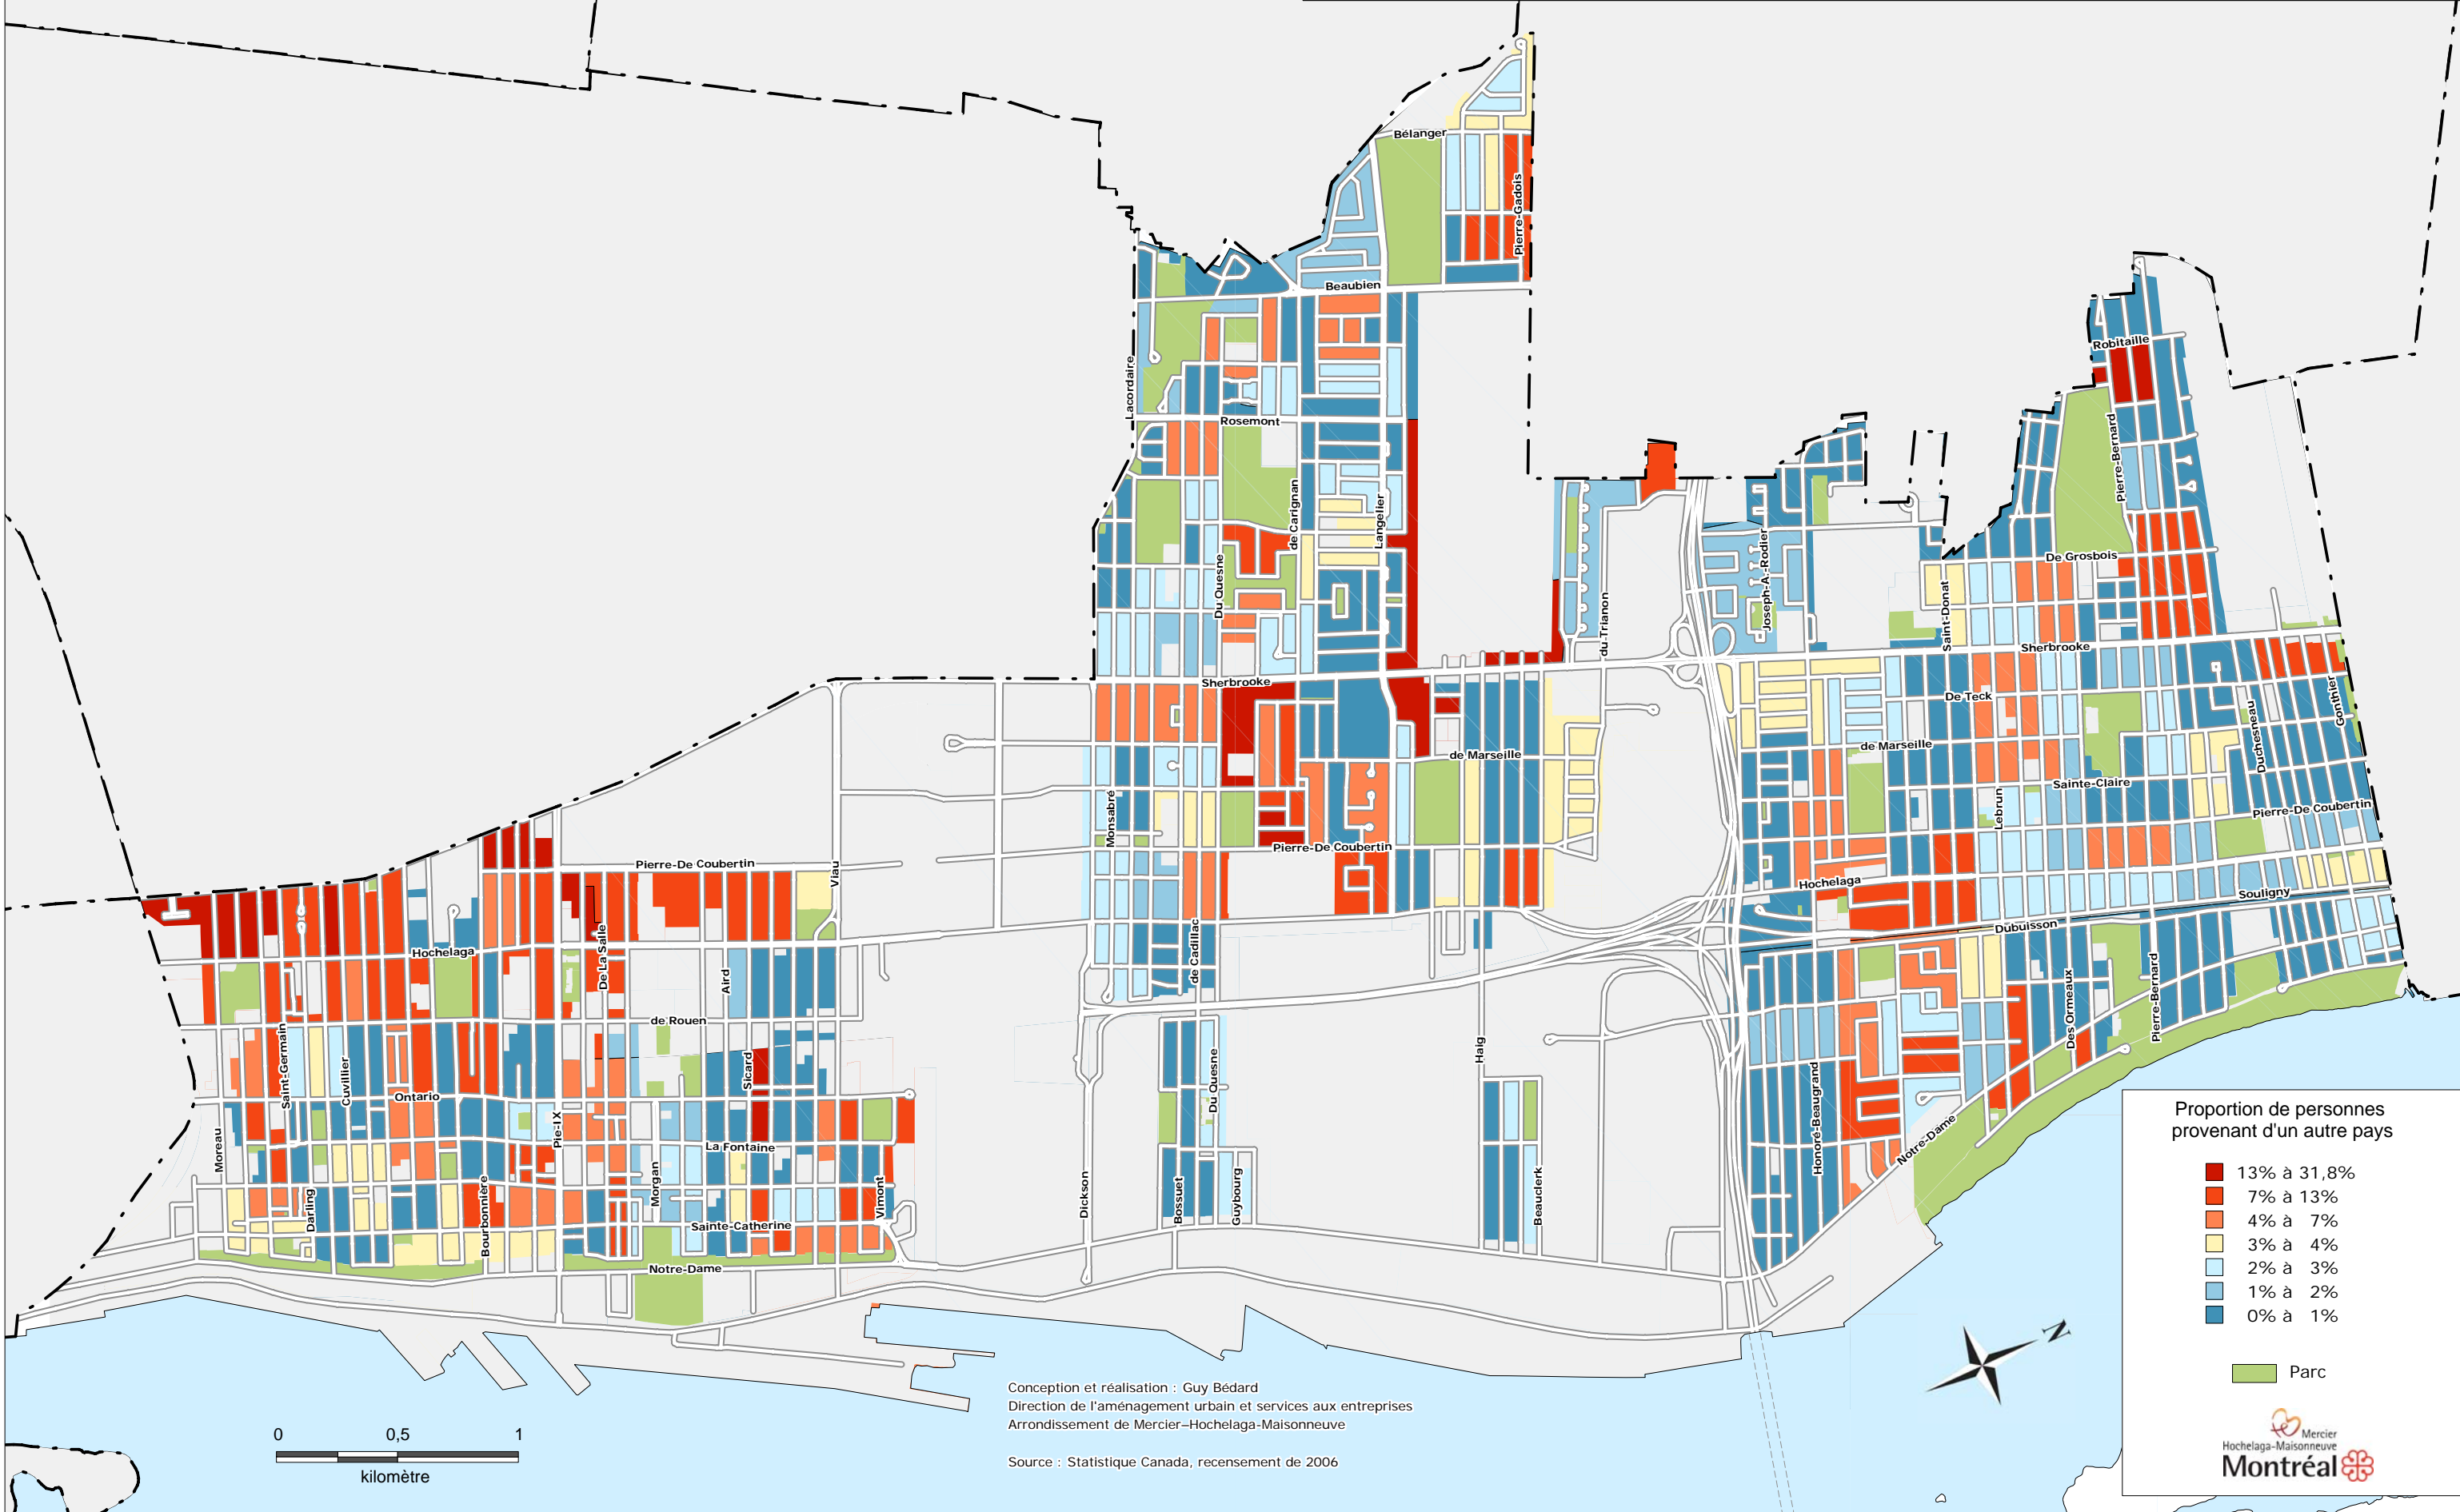 Bélanger
Pierre-Gadois
Beaubien
Lacordaire
Robitaille
Rosemont
Pierre-Bernard
de Carignan
Langelier
Joseph-A.-Rodier
De Grosbois
Du Quesne
du Trianon
Saint-Donat
Sherbrooke
Sherbrooke
De Teck
Gonthier
Duchesneau
de Marseille
de Marseille
Sainte-Claire
Monsabré
Lebrun
Pierre-De Coubertin
Pierre-De Coubertin
Pierre-De Coubertin
Viau
Hochelaga
Souligny
Dubuisson
Hochelaga
De La Salle
de Cadillac
Aird
Des Ormeaux
Pierre-Bernard
de Rouen
Saint-Germain
Cuvillier
Sicard
Haig
Du Quesne
Honoré-Beaugrand
Ontario
Pie-IX
Moreau
La Fontaine
Notre-Dame
Morgan
Darling
Bourbonnière
Vimont
Dickson
Bossuet
Guybourg
Beauclerk
Sainte-Catherine
Notre-Dame
Proportion de personnes
provenant d'un autre pays
13% à 31,8%
7% à 13%
4% à 7%
3% à 4%
2% à 3%
1% à 2%
0% à 1%
Parc
N
Mercier
Hochelaga-Maisonneuve
Montréal
Conception et réalisation : Guy Bédard
Direction de l'aménagement urbain et services aux entreprises
Arrondissement de Mercier–Hochelaga-Maisonneuve
Source : Statistique Canada, recensement de 2006
0 0,5 1
kilomètre